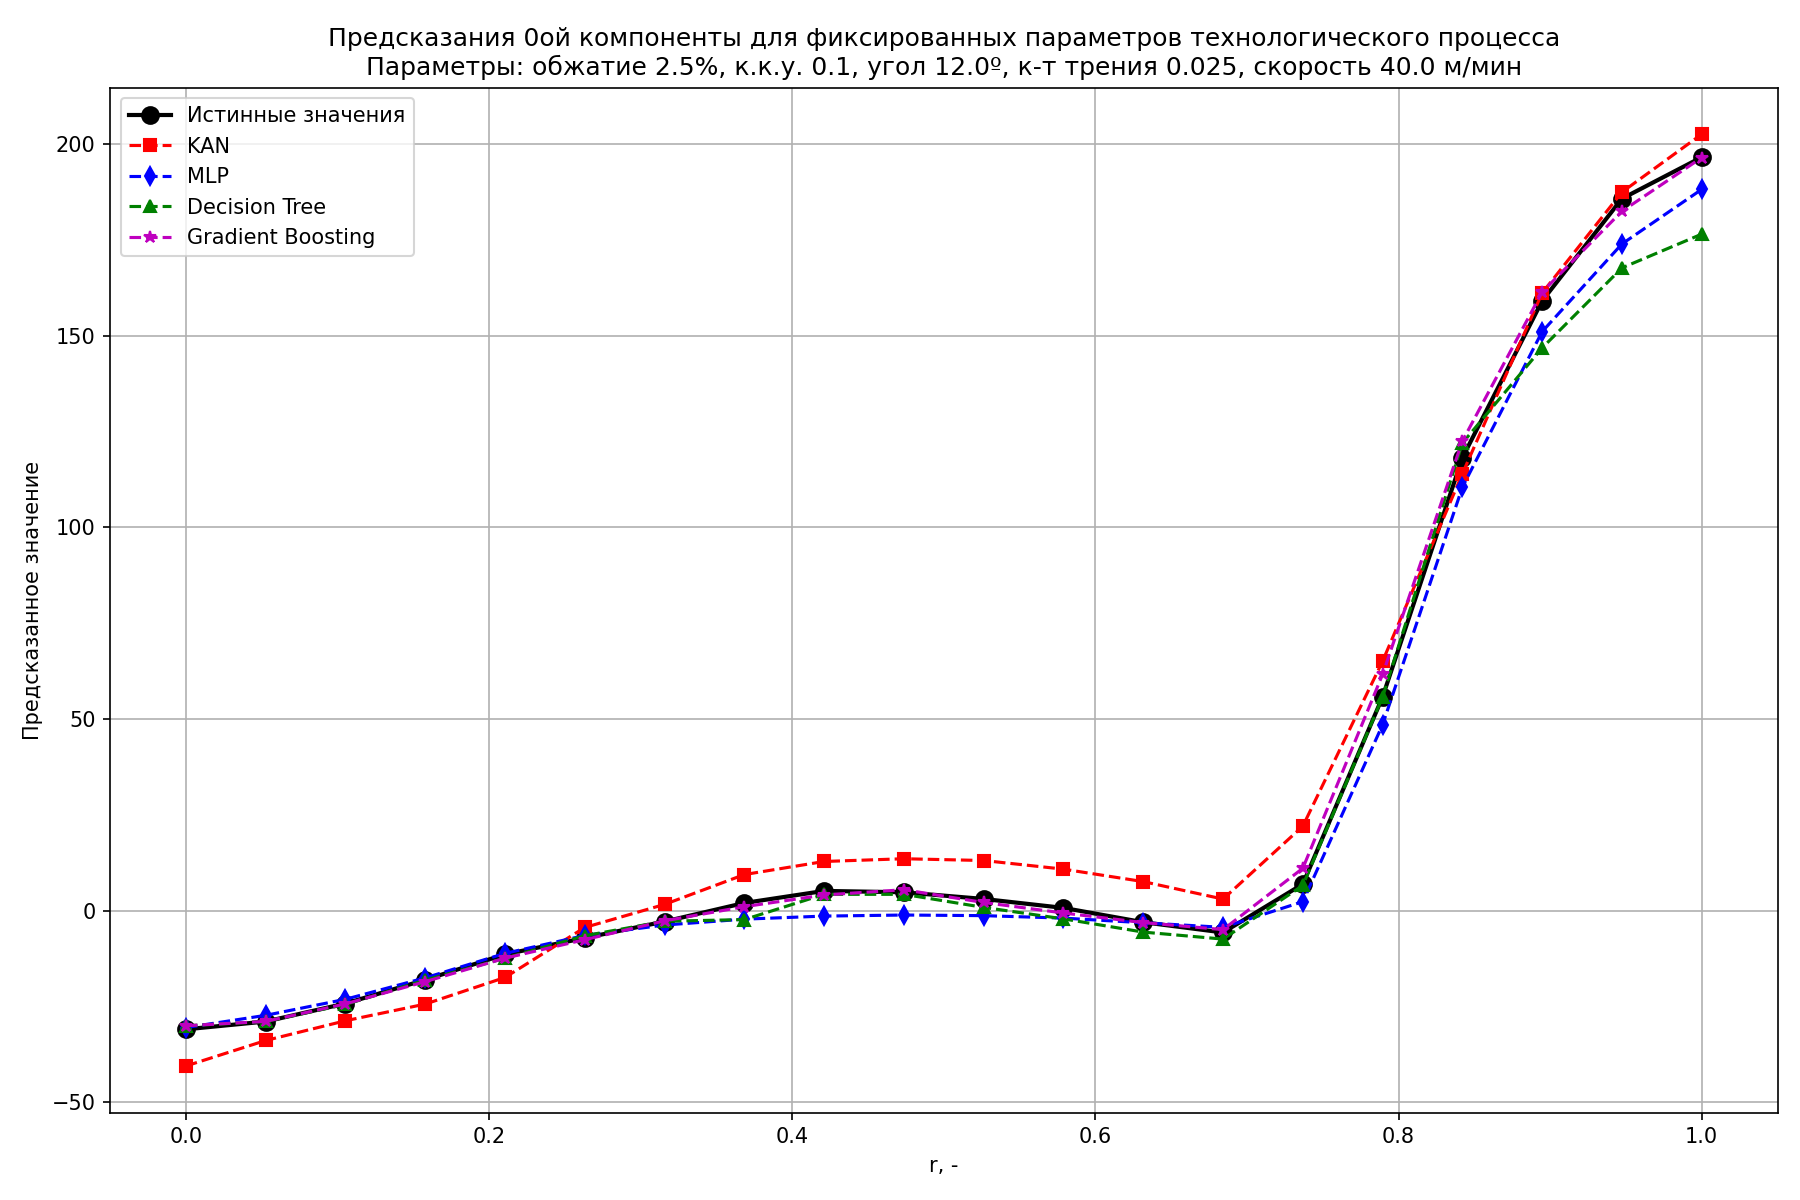 Предсказания 0ой компоненты для фиксированных параметров технологического процесса
Параметры: обжатие 2.5%, к.к.у. 0.1, угол 12.0º, к-т трения 0.025, скорость 40.0 м/мин
Истинные значения
KAN
MLP
Decision Tree
Gradient Boosting
Предсказанное значение
200
150
100
50
0
−50
0.0
0.2
0.4
0.6
0.8
1.0
r, -